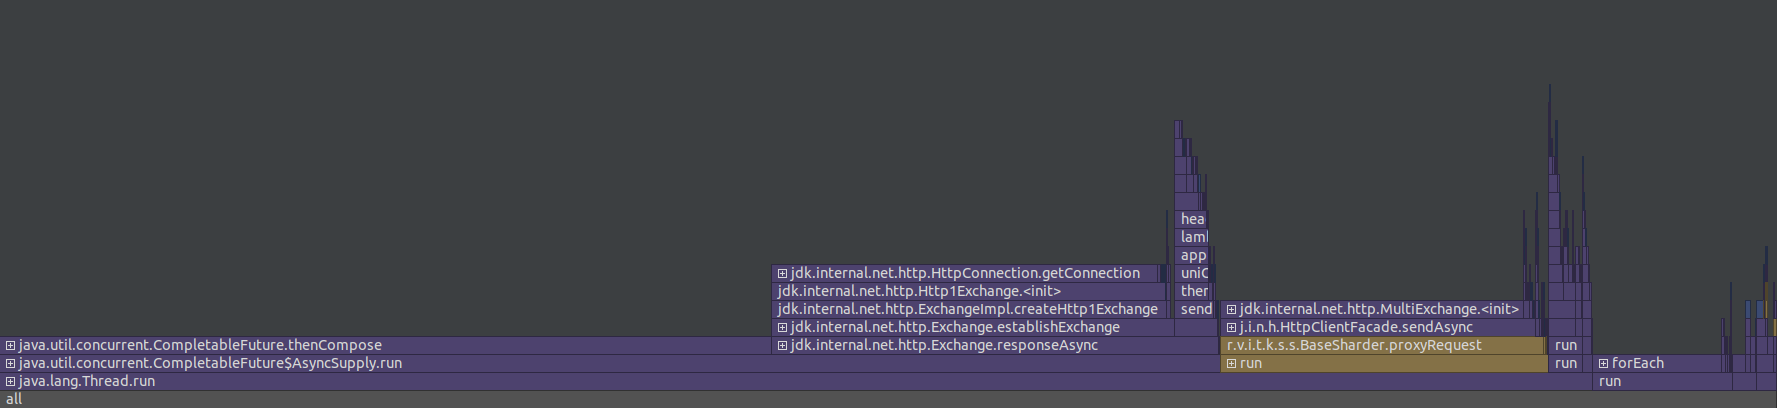 hea
laml
app
jdk.internal.net.http.HttpConnection.getConnection uniC
jdk.internal.net.http.Http1Exchange.<init> ther
jdk.internal.net.http.ExchangeImpl.createHttp1Exchange send jdk.internal.net.http.MultiExchange.<init>
jdk.internal.net.http.Exchange.establishExchange j.i.n.h.HttpClientFacade.sendAsync
java.util.concurrent.CompletableFuture.thenCompose jdk.internal.net.http.Exchange.responseAsync r.v.i.t.k.s.s.BaseSharder.proxyRequest run
java.util.concurrent.CompletableFuture$AsyncSupply.run run run forEach
java.lang.Thread.run run
all